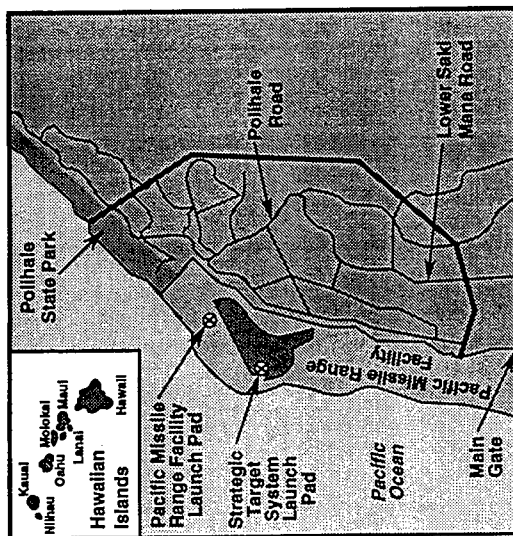 Kauai
Niihau
Molokai
Oahu
Maui
Lanai
Hawaii
Hawaiian
Islands
Polihale
State Park
Pacific Missile
Range Facility
Launch Pad
Strategic
Target
System
Launch
Pad
Polihale
Road
Pacific Missile Range
Facility
Pacific
Ocean
Lower Saki
Mana Road
Main
Gate